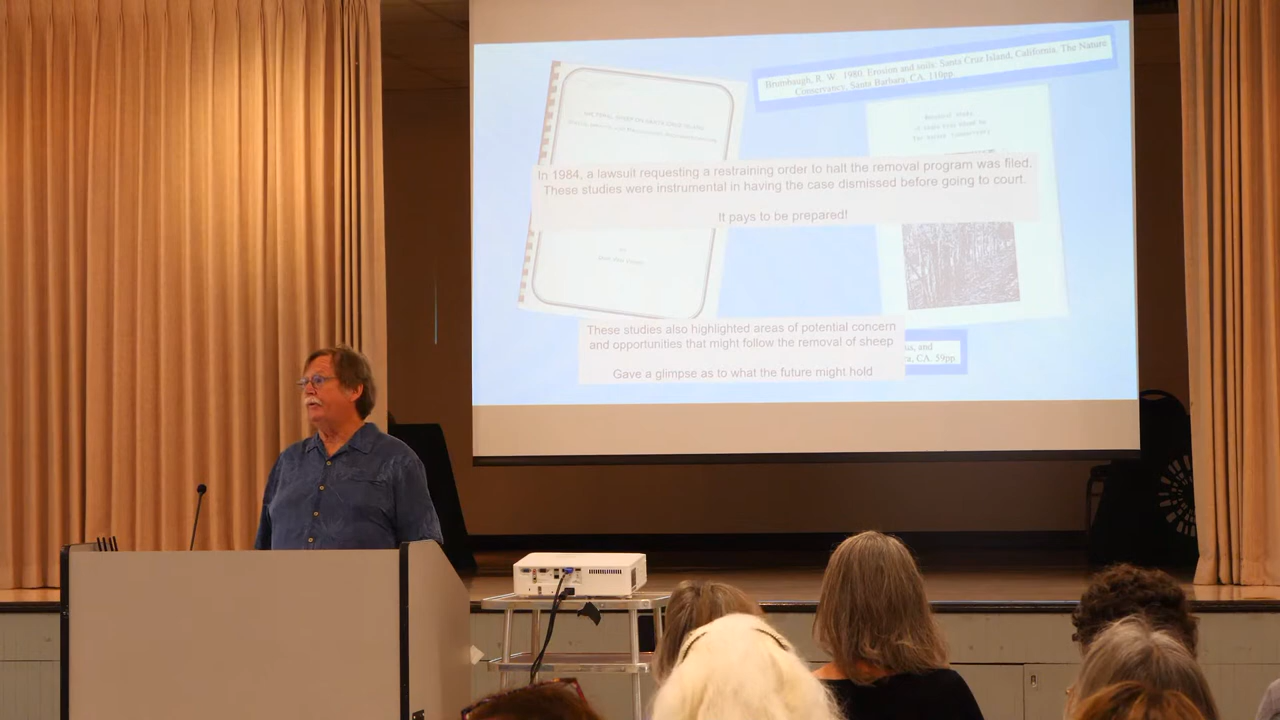 Brumbaugh, R. W. 1980. Erosion and soils: Santa Cruz Island, California. The Nature
Conservancy, Santa Barbara, CA. 110pp.
In 1984, a lawsuit requesting a restraining order to halt the removal program was filed.
These studies were instrumental in having the case dismissed before going to court.
It pays to be prepared!
These studies also highlighted areas of potential concern
and opportunities that might follow the removal of sheep
Gave a glimpse as to what the future might hold
and
CA. 59pp.